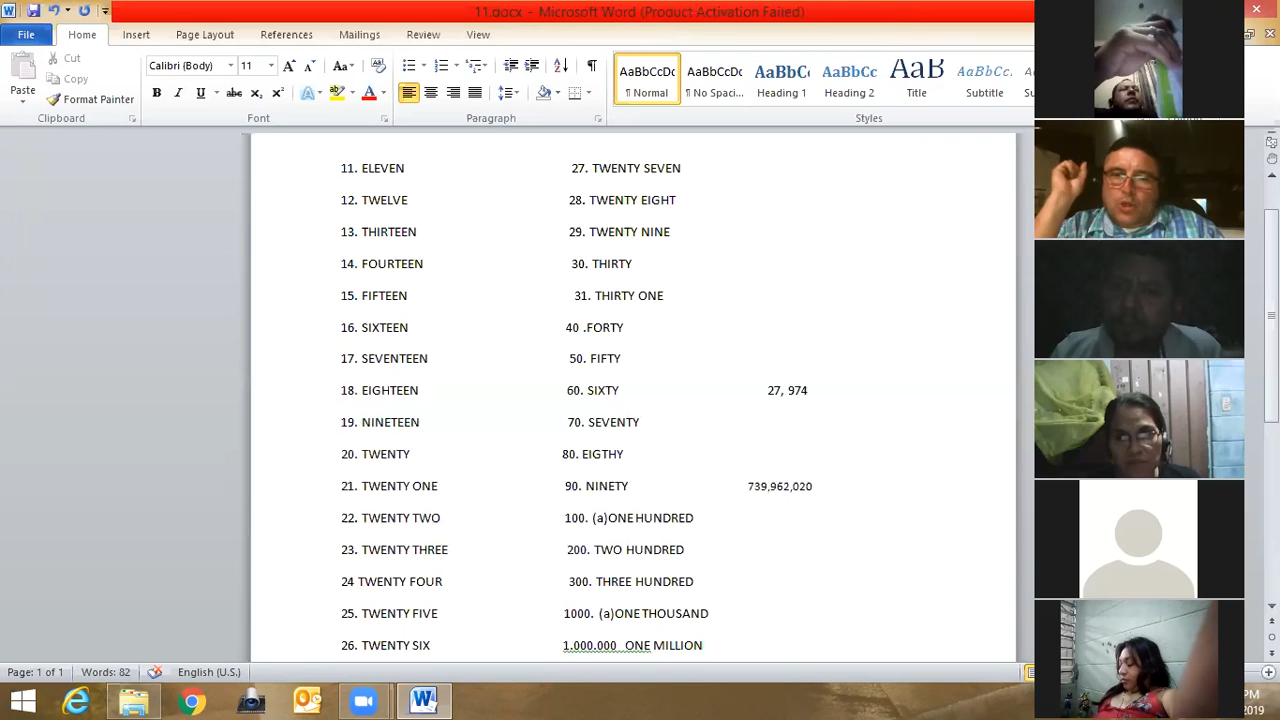 11.docx - Microsoft Word (Product Activation Failed)
File Home Insert Page Layout References Mailings Review View
Cut
Copy
Format Painter
Paste
Calibri (Body) 11
AaBbCcDc AaBbCcDc AaBbCc AaBbCc AaB AaBbCcD
¶ Normal ¶ No Spaci... Heading 1 Heading 2 Title Subtitle
Clipboard Font Paragraph Styles
11. ELEVEN
12. TWELVE
13. THIRTEEN
14. FOURTEEN
15. FIFTEEN
16. SIXTEEN
17. SEVENTEEN
18. EIGHTEEN
19. NINETEEN
20. TWENTY
21. TWENTY ONE
22. TWENTY TWO
23. TWENTY THREE
24 TWENTY FOUR
25. TWENTY FIVE
26. TWENTY SIX
27. TWENTY SEVEN
28. TWENTY EIGHT
29. TWENTY NINE
30. THIRTY
31. THIRTY ONE
40 .FORTY
50. FIFTY
60. SIXTY
70. SEVENTY
80. EIGTHY
90. NINETY
100. (a)ONE HUNDRED
200. TWO HUNDRED
300. THREE HUNDRED
1000. (a)ONE THOUSAND
1.000.000 ONE MILLION
27, 974
739,962,020
Page: 1 of 1 Words: 82 English (U.S.)